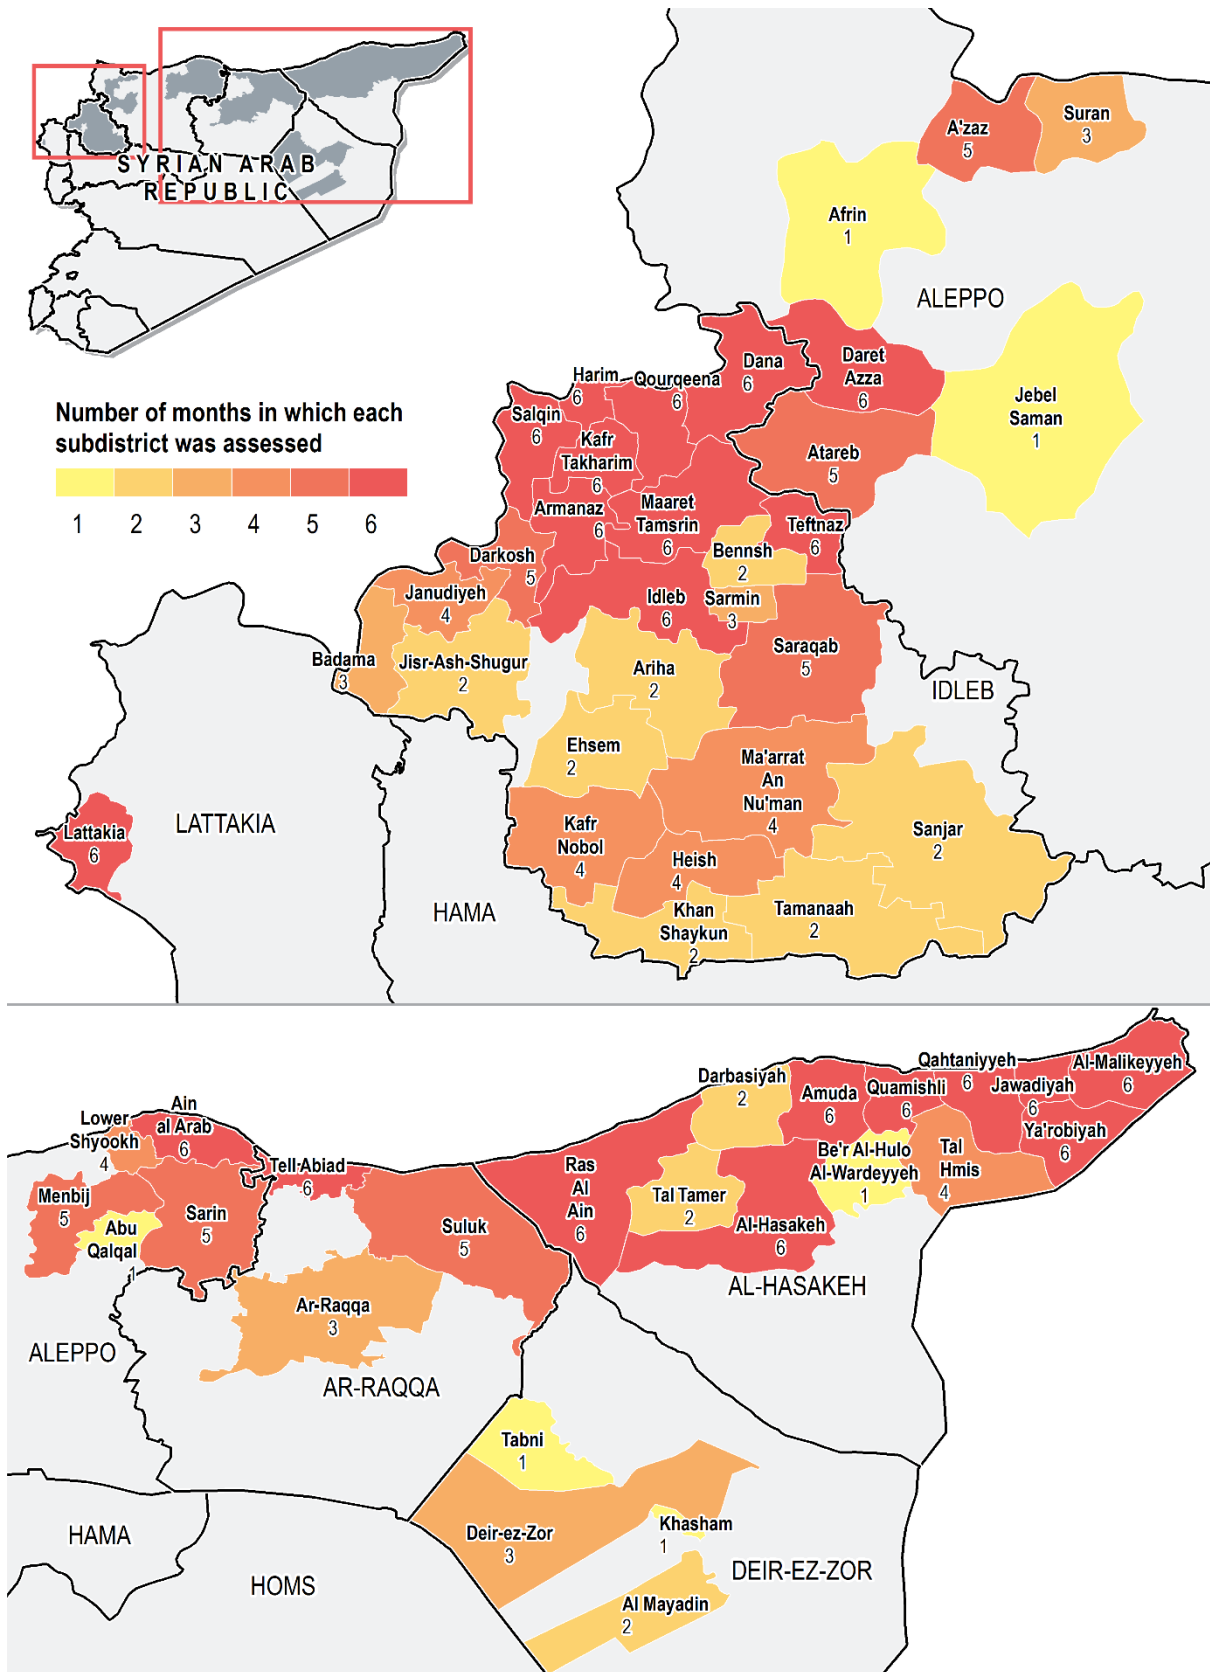 SYRIAN ARAB
REPUBLIC
Number of months in which each
subdistrict was assessed
1 2 3 4 5 6
A'zaz
5
Suran
3
Afrin
1
ALEPPO
Dana
6
Daret
Azza
6
Jebel
Saman
1
Harim
6
Qourqeena
6
Salqin
6
Kafr
Takharim
6
Atareb
5
Armanaz
6
Maaret
Tamsrin
6
Teftnaz
6
Bennsh
2
Darkosh
5
Janudiyeh
4
Idleb
6
Sarmin
3
Badama
3
Jisr-Ash-Shugur
2
Ariha
2
Saraqab
5
IDLEB
Ehsem
2
Ma'arrat
An
Nu'man
4
Lattakia
6
LATTAKIA
Kafr
Nobol
4
Heish
4
Sanjar
2
HAMA
Khan
Shaykun
2
Tamanaah
2
Darbasiyah
2
Amuda
6
Quamishli
6
Qahtaniyyeh
6
Jawadiyah
6
Al-Malikeyyeh
6
Ya'robiyah
6
Lower
Shyookh
4
Ain
al Arab
6
Tell Abiad
6
Ras
Al
Ain
6
Tal Tamer
2
Be'r Al-Hulo
Al-Wardeyyeh
1
Tal
Hmis
4
Menbij
5
Abu
Qalqal
1
Sarin
5
Suluk
5
Al-Hasakeh
6
AL-HASAKEH
Ar-Raqqa
3
ALEPPO
AR-RAQQA
Tabni
1
Deir-ez-Zor
3
Khasham
1
HAMA
HOMS
DEIR-EZ-ZOR
Al Mayadin
2